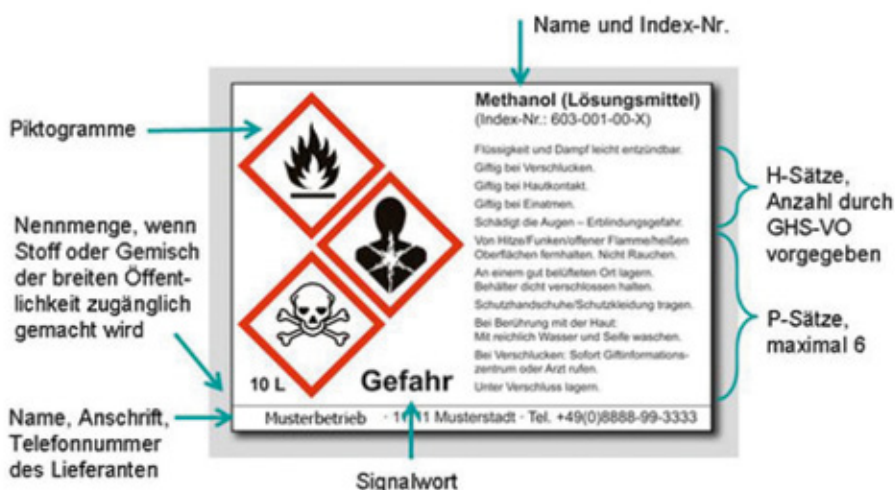 Name und Index-Nr.
Piktogramme
Nennmenge, wenn
Stoff oder Gemisch
der breiten Öffent-
lichkeit zugänglich
gemacht wird
Name, Anschrift,
Telefonnummer
des Lieferanten
Methanol (Lösungsmittel)
(Index-Nr.: 603-001-00-X)
Flüssigkeit und Dampf leicht entzündbar.
Giftig bei Verschlucken.
Giftig bei Hautkontakt.
Giftig bei Einatmen.
Schädigt die Augen – Erblindungsgefahr.
Von Hitze/Funken/offener Flamme/heißen
Oberflächen fernhalten. Nicht Rauchen.
An einem gut belüfteten Ort lagern.
Behälter dicht verschlossen halten.
Schutzhandschuhe/Schutzkleidung tragen.
Bei Berührung mit der Haut:
Mit reichlich Wasser und Seife waschen.
Bei Verschlucken: Sofort Giftinformations-
zentrum oder Arzt rufen.
Unter Verschluss lagern.
10 L
Gefahr
Musterbetrieb · Musterstadt · Tel. +49(0)8888-99-3333
H-Sätze,
Anzahl durch
GHS-VO
vorgegeben
P-Sätze,
maximal 6
Signalwort